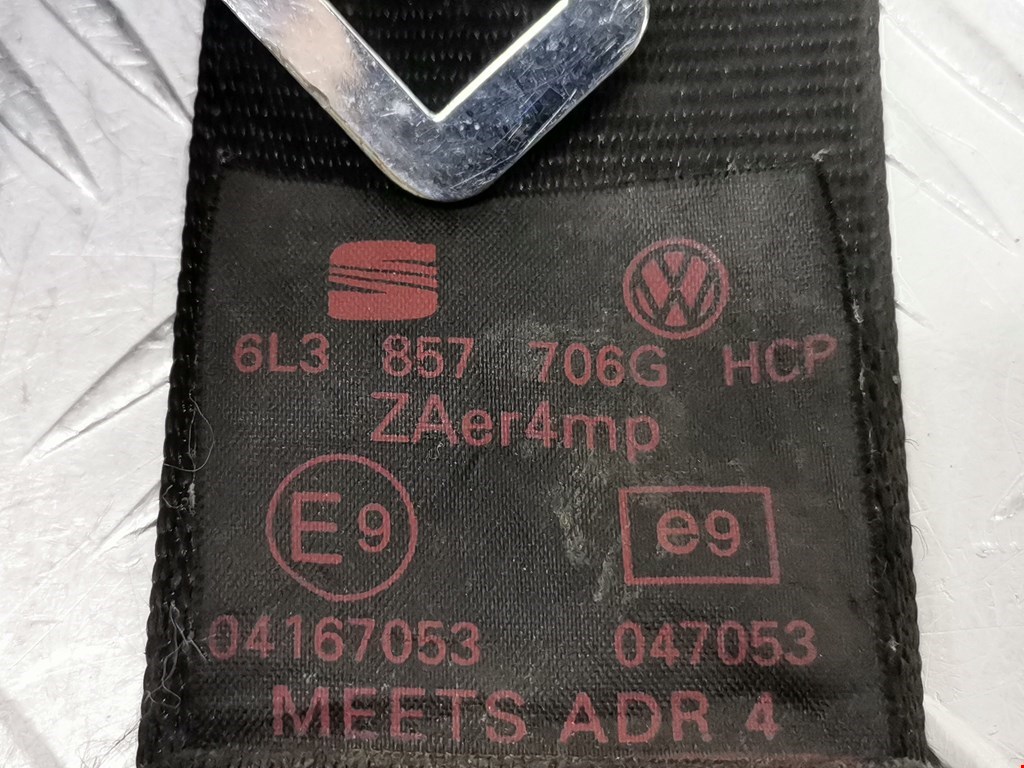 6L3 857 706G HCP
ZAer4mp
E9 e9
04167053 047053
MEETS ADR 4